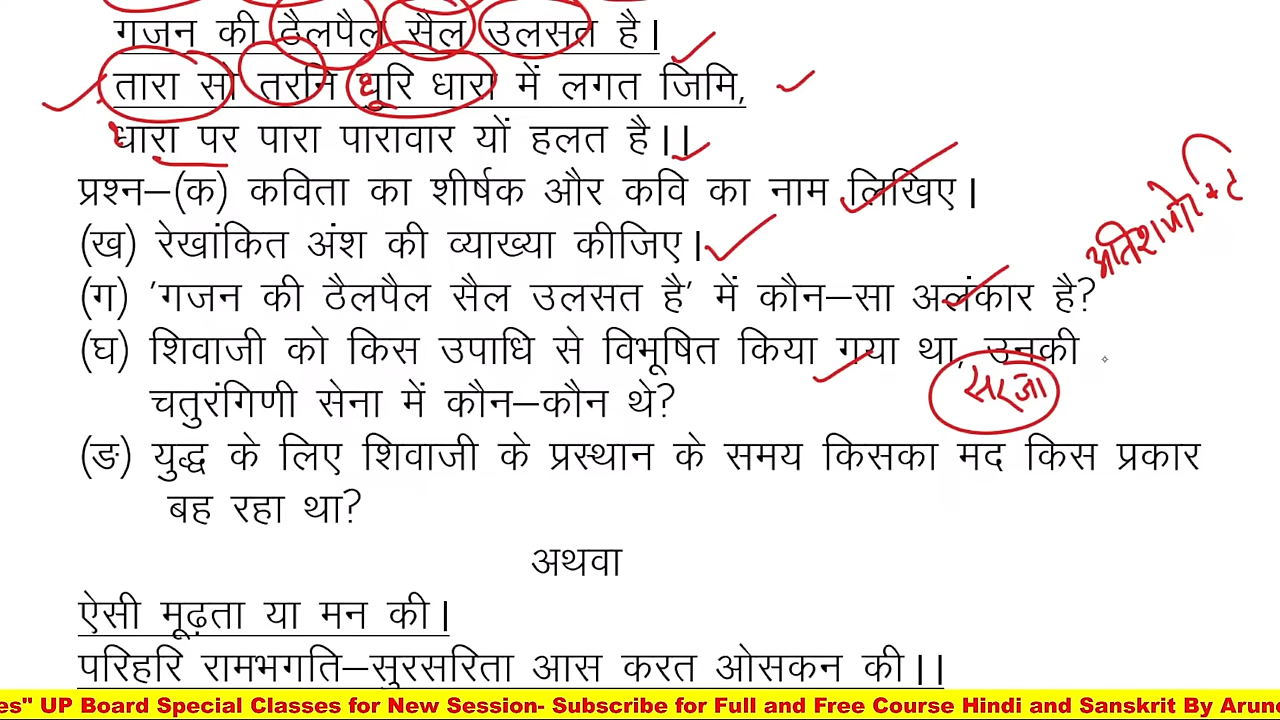 गजन की ठैलपैल सैल उलसत है।
तारा सो तरनि धूरि धारा में लगत जिमि,
धारा पर पारा पारावार यों हलत है।।
प्रश्न–(क) कविता का शीर्षक और कवि का नाम लिखिए।
(ख) रेखांकित अंश की व्याख्या कीजिए।
(ग) 'गजन की ठैलपैल सैल उलसत है' में कौन–सा अलंकार है?
(घ) शिवाजी को किस उपाधि से विभूषित किया गया था, उनकी
सरजा
चतुरंगिणी सेना में कौन–कौन थे?
(ङ) युद्ध के लिए शिवाजी के प्रस्थान के समय किसका मद किस प्रकार
बह रहा था?
अथवा
ऐसी मूढ़ता या मन की।
परिहरि रामभगति–सुरसरिता आस करत ओसकन की।।
es" UP Board Special Classes for New Session- Subscribe for Full and Free Course Hindi and Sanskrit By Arun